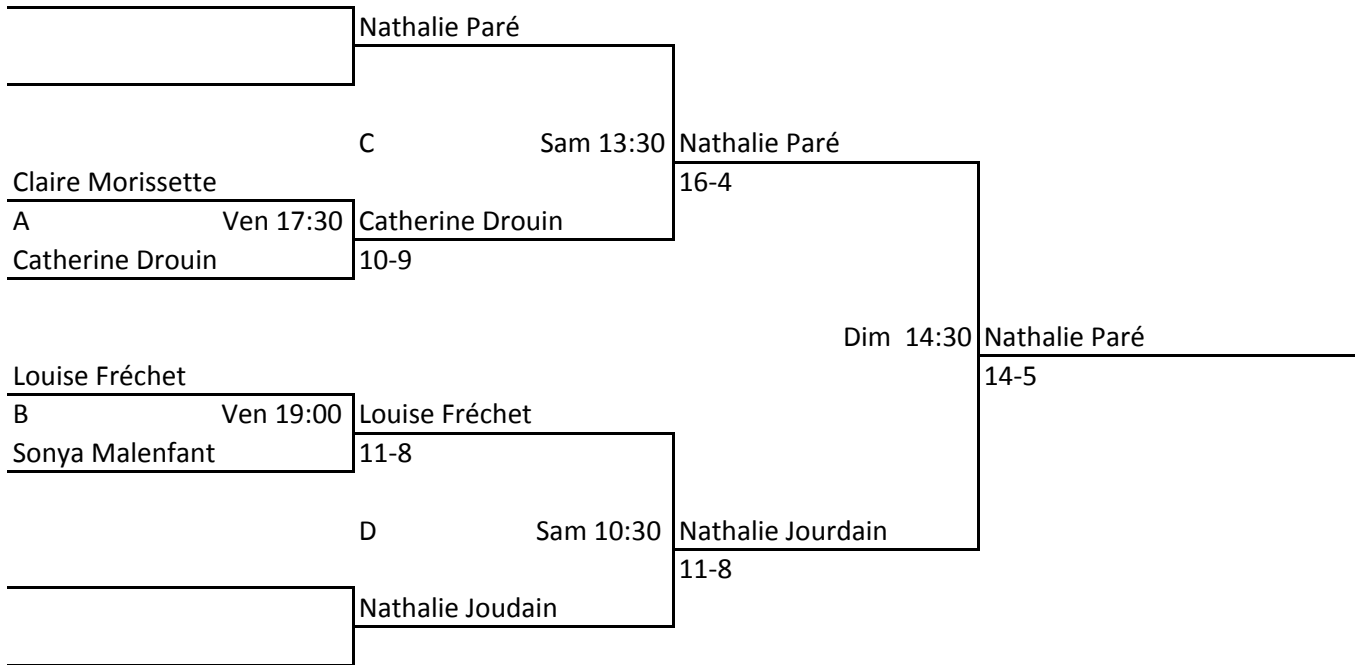 Nathalie Paré
C Sam 13:30 Nathalie Paré
Claire Morissette 16-4
A Ven 17:30 Catherine Drouin
Catherine Drouin 10-9
Dim 14:30 Nathalie Paré
Louise Fréchet 14-5
B Ven 19:00 Louise Fréchet
Sonya Malenfant 11-8
D Sam 10:30 Nathalie Jourdain
11-8
Nathalie Joudain